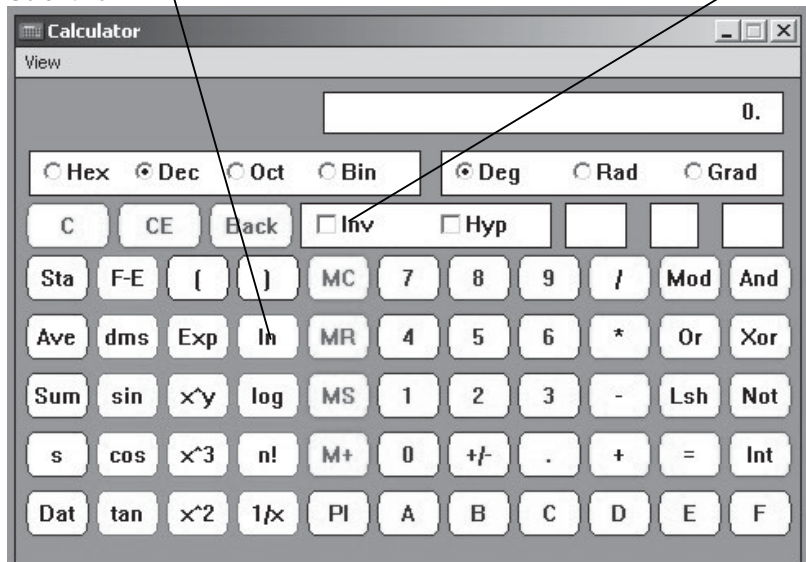 Calculator
View
0.
Hex Dec Oct Bin Deg Rad Grad
C CE Back Inv Hyp
Sta F-E ( ) MC 7 8 9 / Mod And
Ave dms Exp ln MR 4 5 6 * Or Xor
Sum sin x^y log MS 1 2 3 - Lsh Not
s cos x^3 n! M+ 0 +/- . + = Int
Dat tan x^2 1/x PI A B C D E F